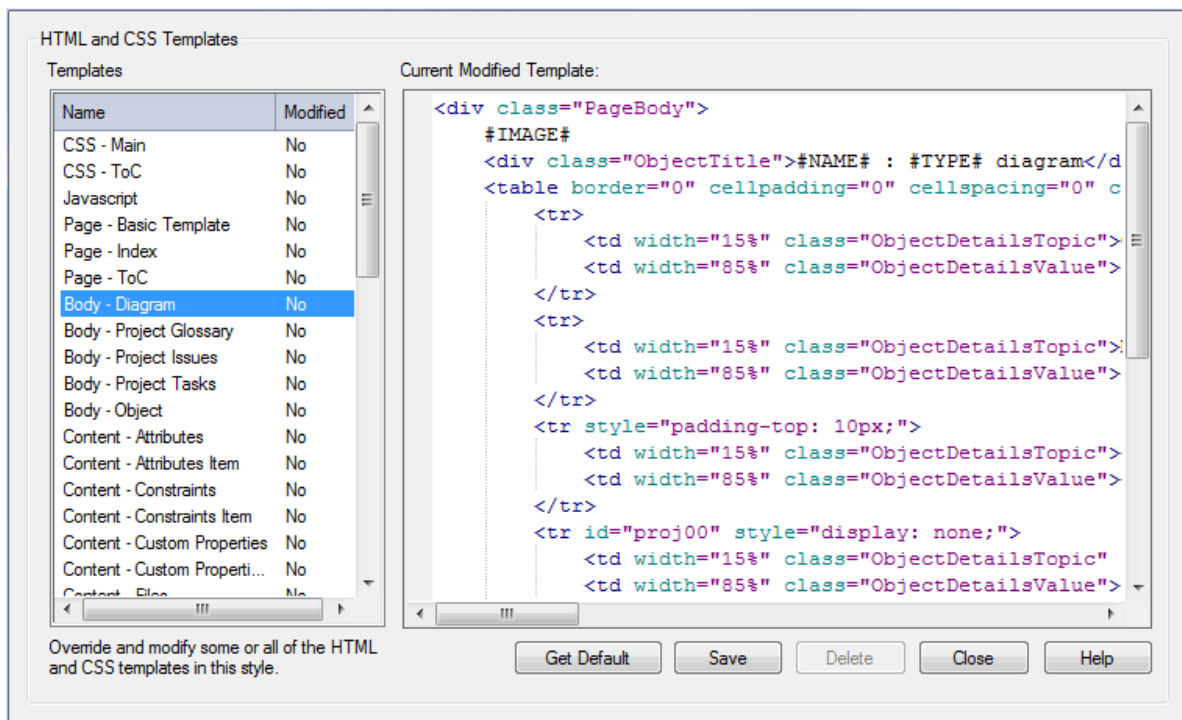 HTML and CSS Templates
Templates
Name Modified
CSS - Main No
CSS - ToC No
Javascript No
Page - Basic Template No
Page - Index No
Page - ToC No
Body - Diagram No
Body - Project Glossary No
Body - Project Issues No
Body - Project Tasks No
Body - Object No
Content - Attributes No
Content - Attributes Item No
Content - Constraints No
Content - Constraints Item No
Content - Custom Properties No
Content - Custom Properti... No
Content - Files No
Override and modify some or all of the HTML
and CSS templates in this style.
Current Modified Template:
<div class="PageBody">
#IMAGE#
<div class="ObjectTitle">#NAME# : #TYPE# diagram</d
<table border="0" cellpadding="0" cellspacing="0" c
<tr>
<td width="15%" class="ObjectDetailsTopic">
<td width="85%" class="ObjectDetailsValue">
</tr>
<tr>
<td width="15%" class="ObjectDetailsTopic">
<td width="85%" class="ObjectDetailsValue">
</tr>
<tr style="padding-top: 10px;">
<td width="15%" class="ObjectDetailsTopic">
<td width="85%" class="ObjectDetailsValue">
</tr>
<tr id="proj00" style="display: none;">
<td width="15%" class="ObjectDetailsTopic"
<td width="85%" class="ObjectDetailsValue">
Get Default Save Delete Close Help